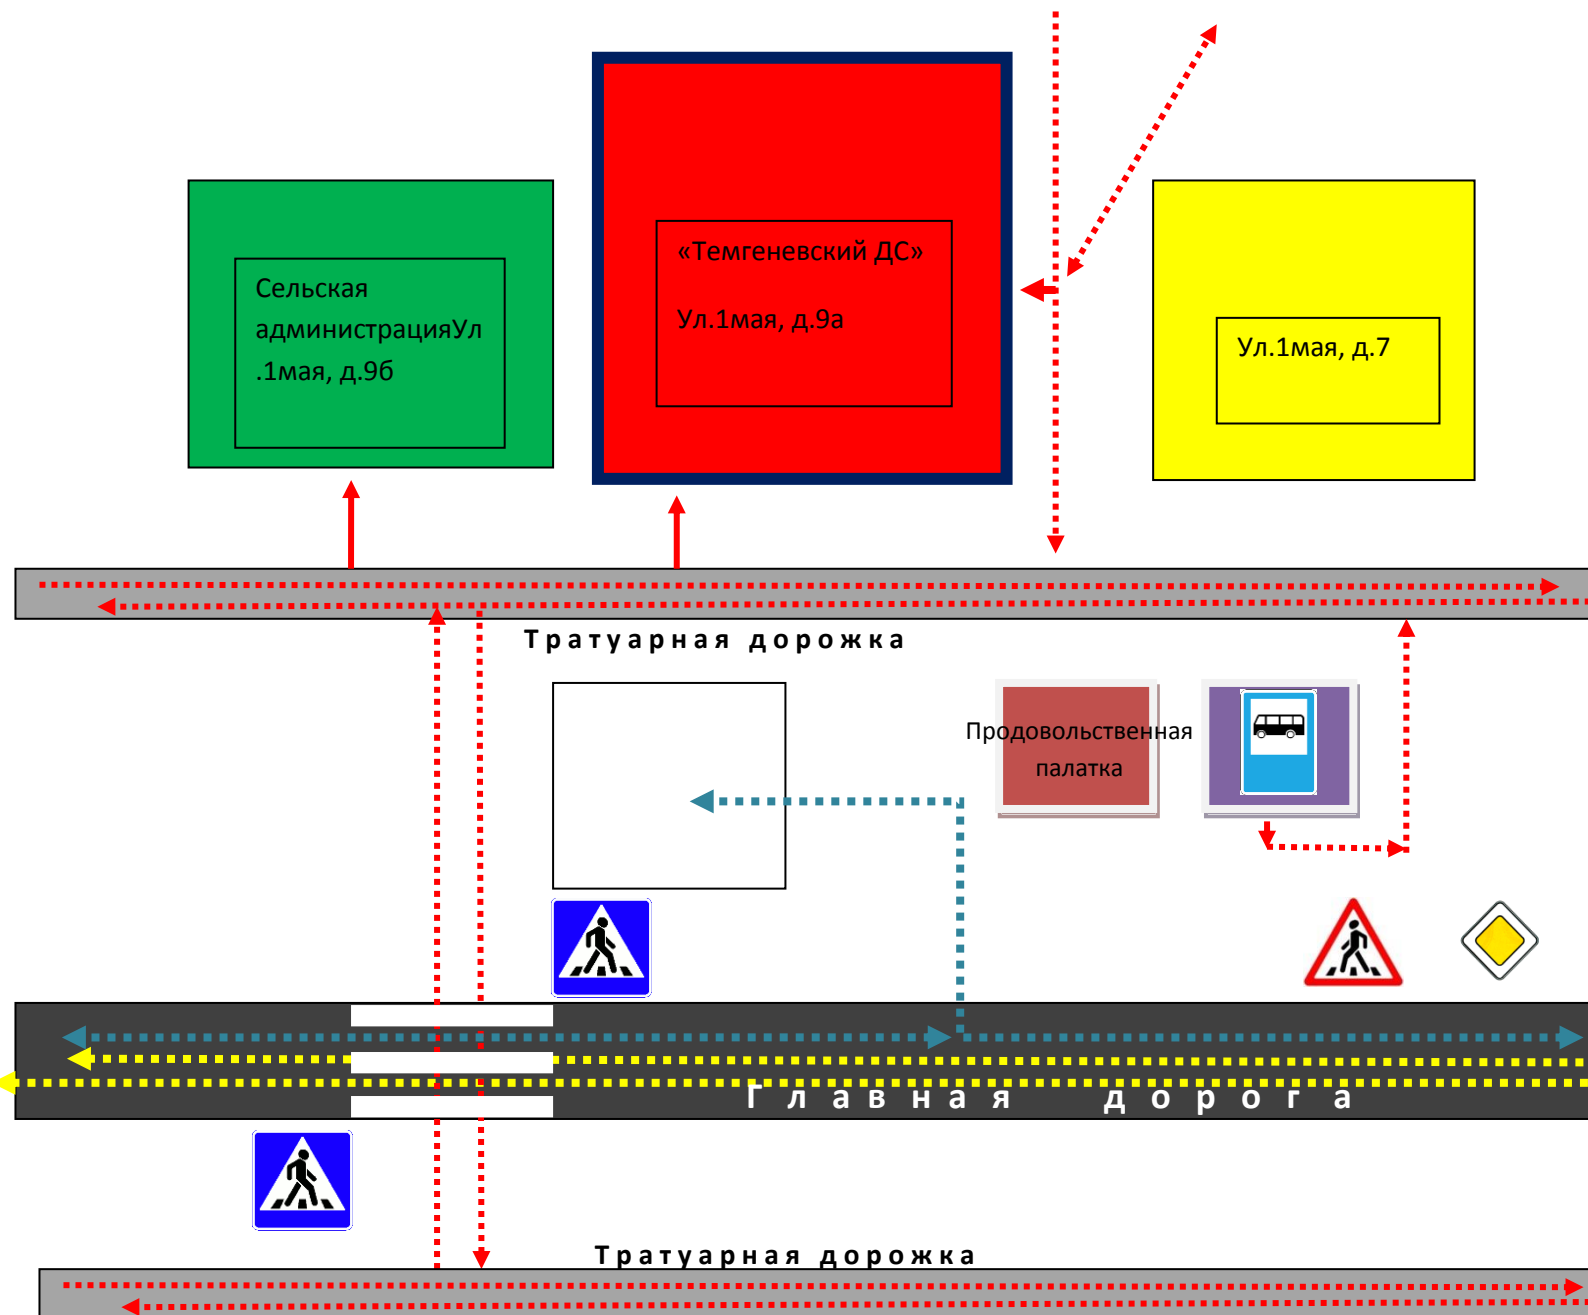 «Темгеневский ДС»
Ул.1мая, д.9а
Сельская
администрацияУл
.1мая, д.9б
Ул.1мая, д.7
Тратуарная дорожка
Продовольственная
палатка
Главная дорога
Тратуарная дорожка